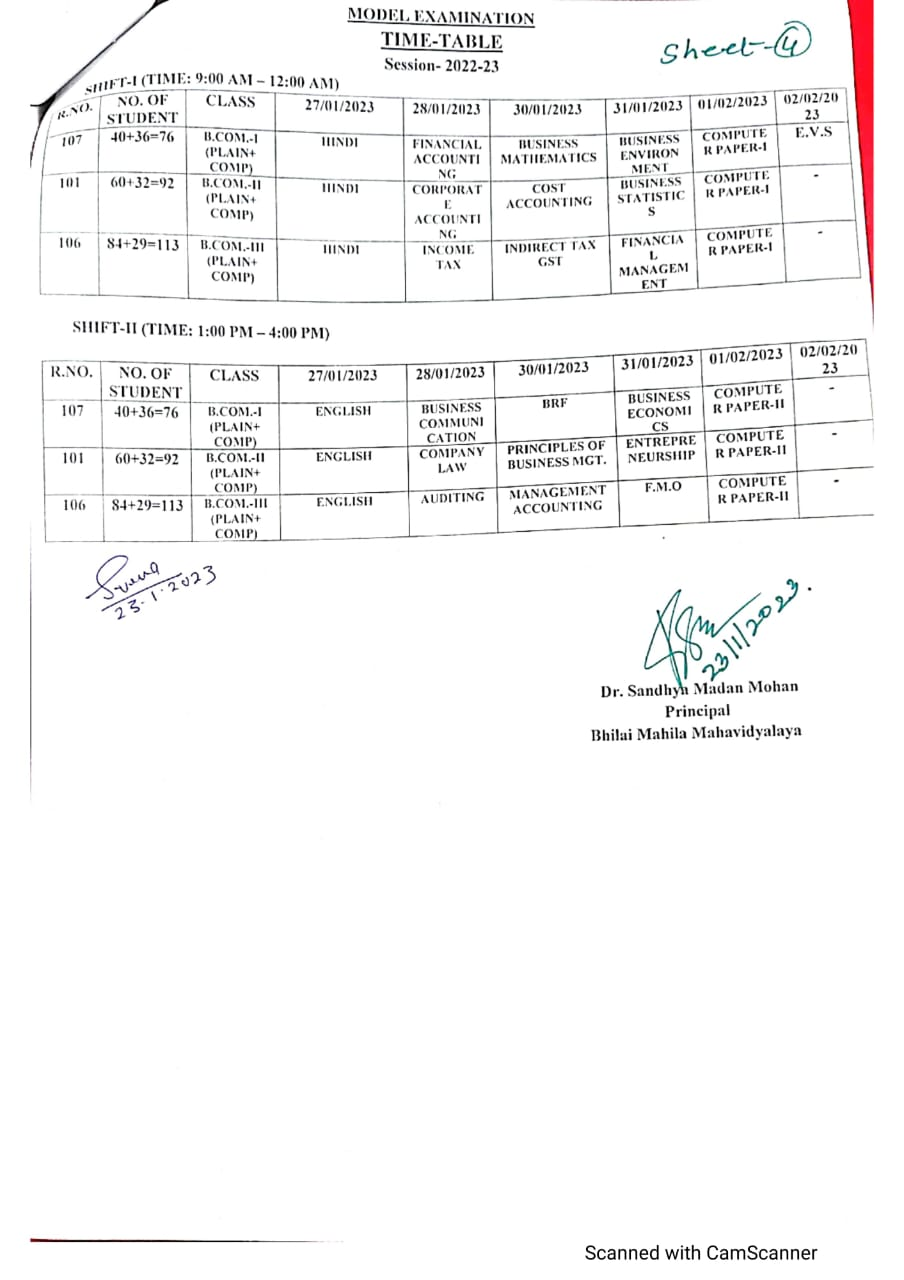 MODEL EXAMINATION
TIME-TABLE
Session- 2022-23
Sheet-4
SHIFT-I (TIME: 9:00 AM – 12:00 AM)
R.NO. NO. OF STUDENT CLASS 27/01/2023 28/01/2023 30/01/2023 31/01/2023 01/02/2023 02/02/2023
107 40+36=76 B.COM.-I (PLAIN+ COMP) HINDI FINANCIAL ACCOUNTING BUSINESS MATHEMATICS BUSINESS ENVIRONMENT COMPUTER PAPER-I E.V.S
101 60+32=92 B.COM.-II (PLAIN+ COMP) HINDI CORPORATE ACCOUNTING COST ACCOUNTING BUSINESS STATISTICS COMPUTER PAPER-I -
106 84+29=113 B.COM.-III (PLAIN+ COMP) HINDI INCOME TAX INDIRECT TAX GST FINANCIAL MANAGEMENT COMPUTER PAPER-I -
SHIFT-II (TIME: 1:00 PM – 4:00 PM)
R.NO. NO. OF STUDENT CLASS 27/01/2023 28/01/2023 30/01/2023 31/01/2023 01/02/2023 02/02/2023
107 40+36=76 B.COM.-I (PLAIN+ COMP) ENGLISH BUSINESS COMMUNICATION BRF BUSINESS ECONOMICS COMPUTER PAPER-II -
101 60+32=92 B.COM.-II (PLAIN+ COMP) ENGLISH COMPANY LAW PRINCIPLES OF BUSINESS MGT. ENTREPRENEURSHIP COMPUTER PAPER-II -
106 84+29=113 B.COM.-III (PLAIN+ COMP) ENGLISH AUDITING MANAGEMENT ACCOUNTING F.M.O COMPUTER PAPER-II -
23.1.2023
23/1/2023.
Dr. Sandhya Madan Mohan
Principal
Bhilai Mahila Mahavidyalaya
Scanned with CamScanner